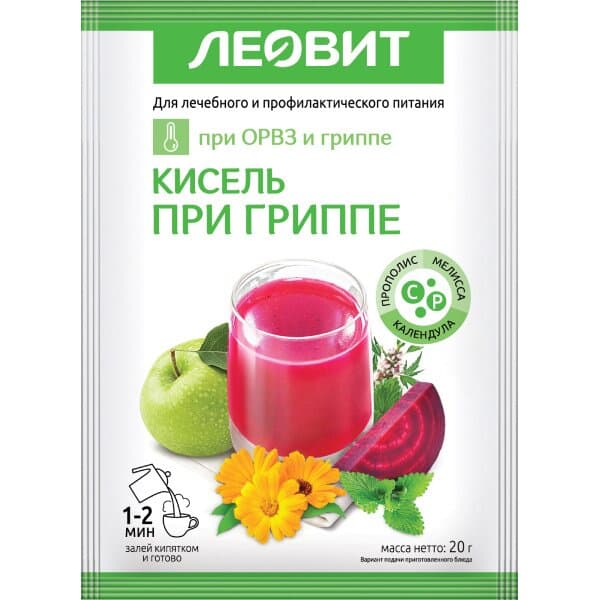 ЛЕОВИТ
Для лечебного и профилактического питания
при ОРВЗ и гриппе
КИСЕЛЬ
ПРИ ГРИППЕ
ПРОПОЛИС
МЕЛИССА
С Р
КАЛЕНДУЛА
1-2
МИН
залей кипятком
и готово
масса нетто: 20 г
Вариант подачи приготовленного блюда